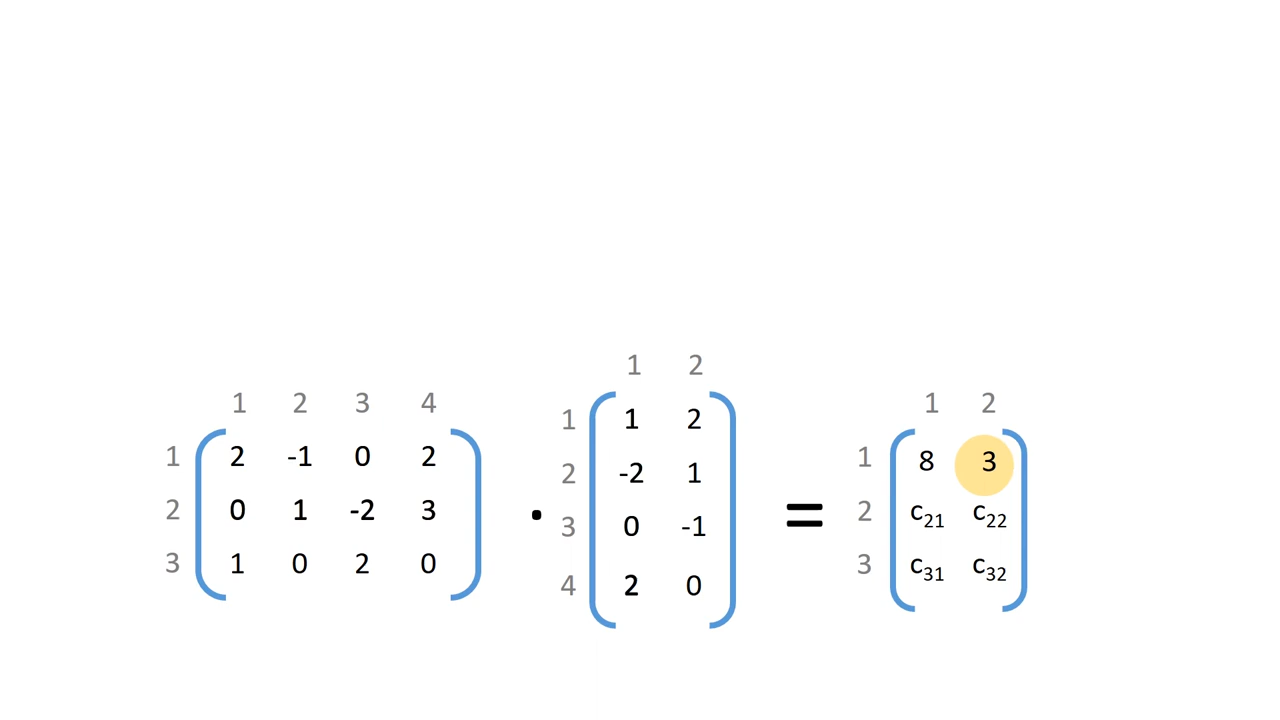 1 2
1 2 3 4 1 2
1 2 -1 0 2 1 1 2 1 8 3
2 0 1 -2 3 · 2 -2 1 = 2 c₂₁ c₂₂
3 1 0 2 0 3 0 -1 3 c₃₁ c₃₂
4 2 0